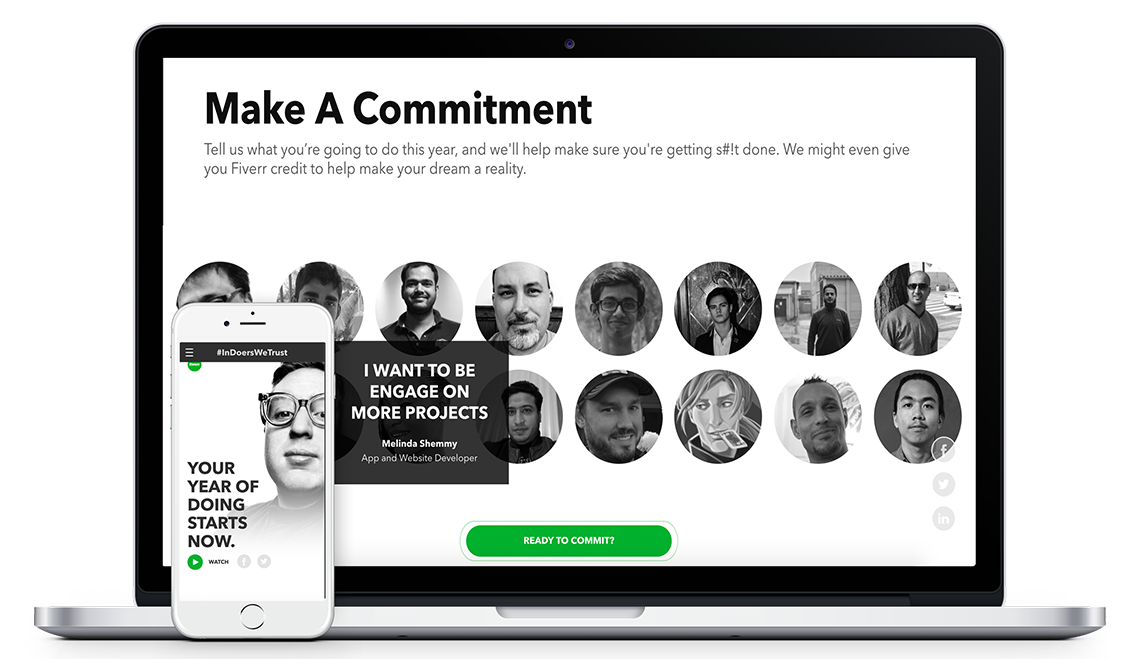 Make A Commitment
Tell us what you're going to do this year, and we'll help make sure you're getting s#!t done. We might even give
you Fiverr credit to help make your dream a reality.
#InDoersWeTrust
I WANT TO BE
ENGAGE ON
MORE PROJECTS
Melinda Shemmy
App and Website Developer
YOUR
YEAR OF
DOING
STARTS
NOW.
WATCH
f
READY TO COMMIT?
f
in